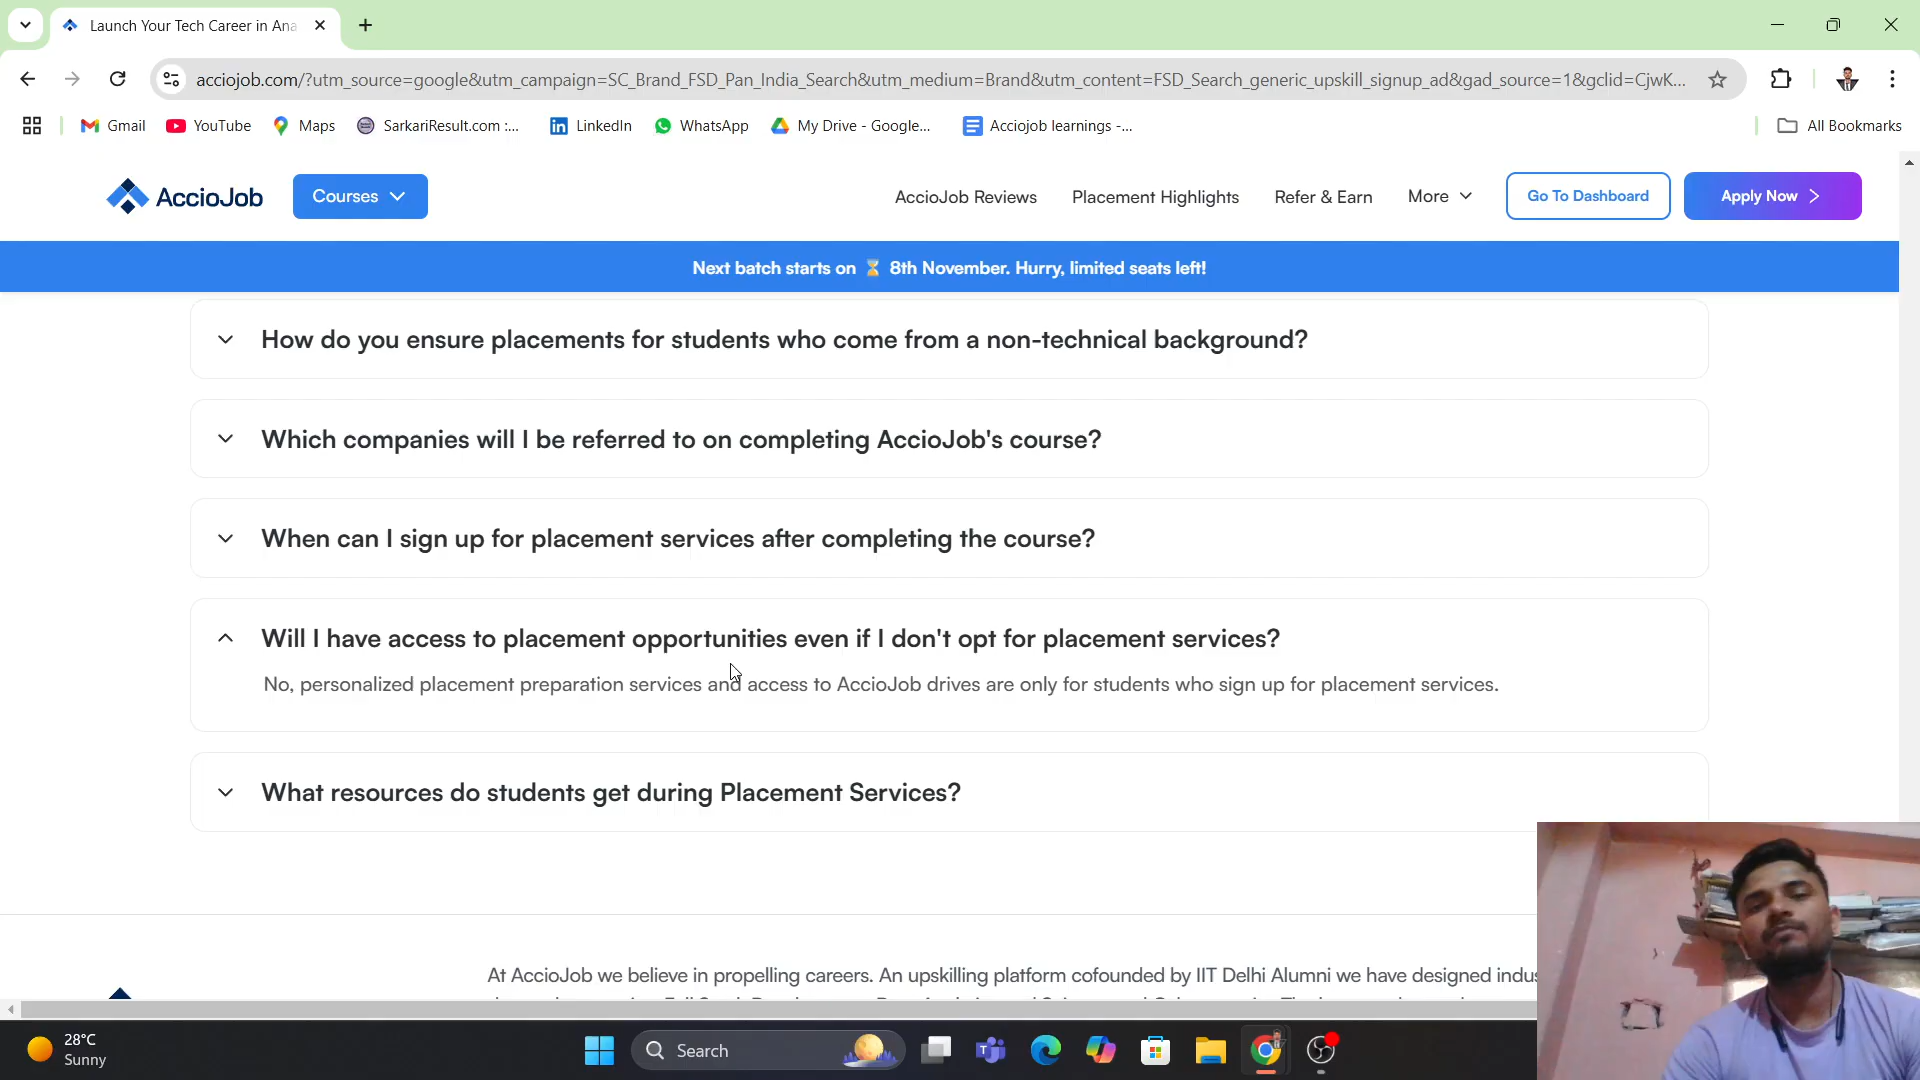 Launch Your Tech Career in Ana
acciojob.com/?utm_source=google&utm_campaign=SC_Brand_FSD_Pan_India_Search&utm_medium=Brand&utm_content=FSD_Search_generic_upskill_signup_ad&gad_source=1&gclid=CjwK...
Gmail YouTube Maps SarkariResult.com :... LinkedIn WhatsApp My Drive - Google... Acciojob learnings -... All Bookmarks
AccioJob Courses AccioJob Reviews Placement Highlights Refer & Earn More Go To Dashboard Apply Now
Next batch starts on ⏳ 8th November. Hurry, limited seats left!
How do you ensure placements for students who come from a non-technical background?
Which companies will I be referred to on completing AccioJob's course?
When can I sign up for placement services after completing the course?
Will I have access to placement opportunities even if I don't opt for placement services?
No, personalized placement preparation services and access to AccioJob drives are only for students who sign up for placement services.
What resources do students get during Placement Services?
At AccioJob we believe in propelling careers. An upskilling platform cofounded by IIT Delhi Alumni we have designed indus
28°C
Sunny
Search